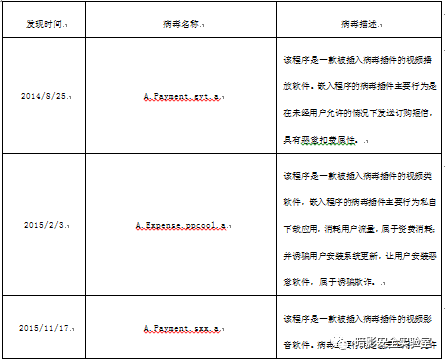 发现时间 病毒名称 病毒描述
该程序是一款被插入病毒插件的视频播
放软件。嵌入程序的病毒插件主要行为是
2014/8/25. A.Payment.gyt.a.
在未经用户允许的情况下发送订购短信,
具有恶意扣费属性。
该程序是一款被插入病毒插件的视频类
软件,嵌入程序的病毒插件主要行为私自
下载应用,消耗用户流量,属于资费消耗;
2015/2/3. A.Expense.ppcool.a.
并诱骗用户安装系统更新,让用户安装恶
意软件,属于诱骗欺诈。
该程序是一款被插入病毒插件的视频影
2015/11/17. A.Payment.sxx.a.
音软件。病毒
暗影安全实验室